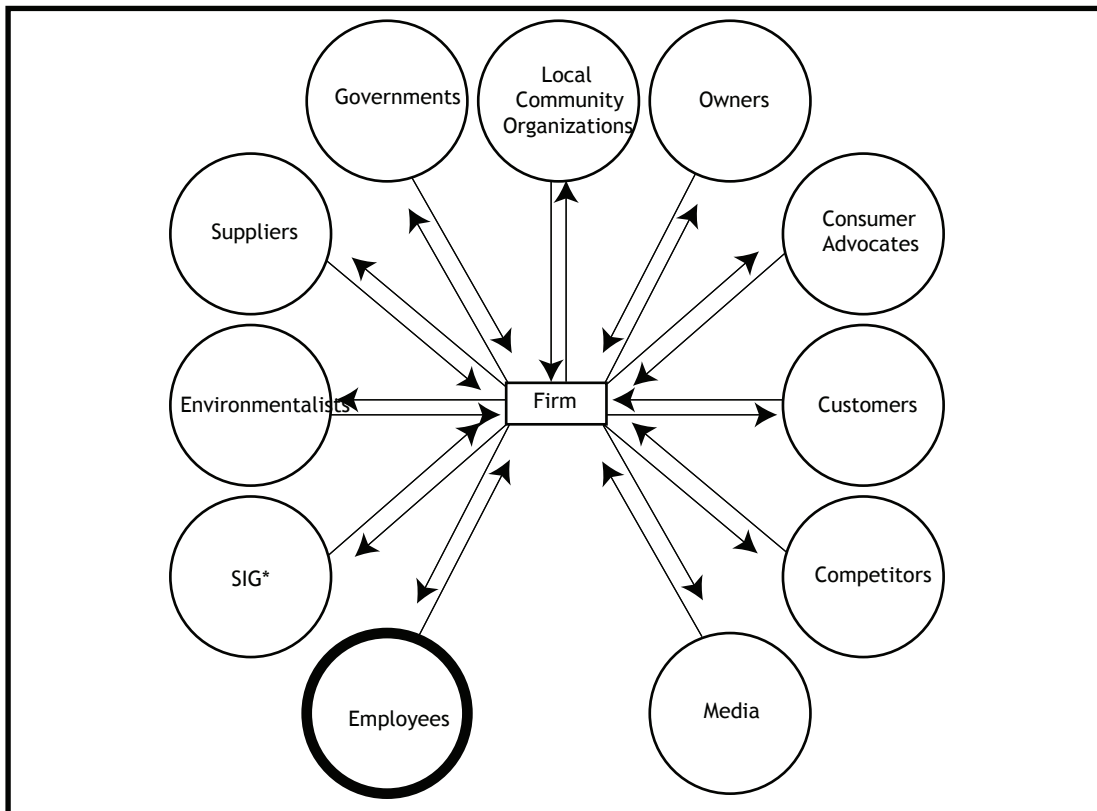 Governments
Local
Community
Organizations
Owners
Suppliers
Consumer
Advocates
Environmentalists
Firm
Customers
SIG*
Competitors
Employees
Media